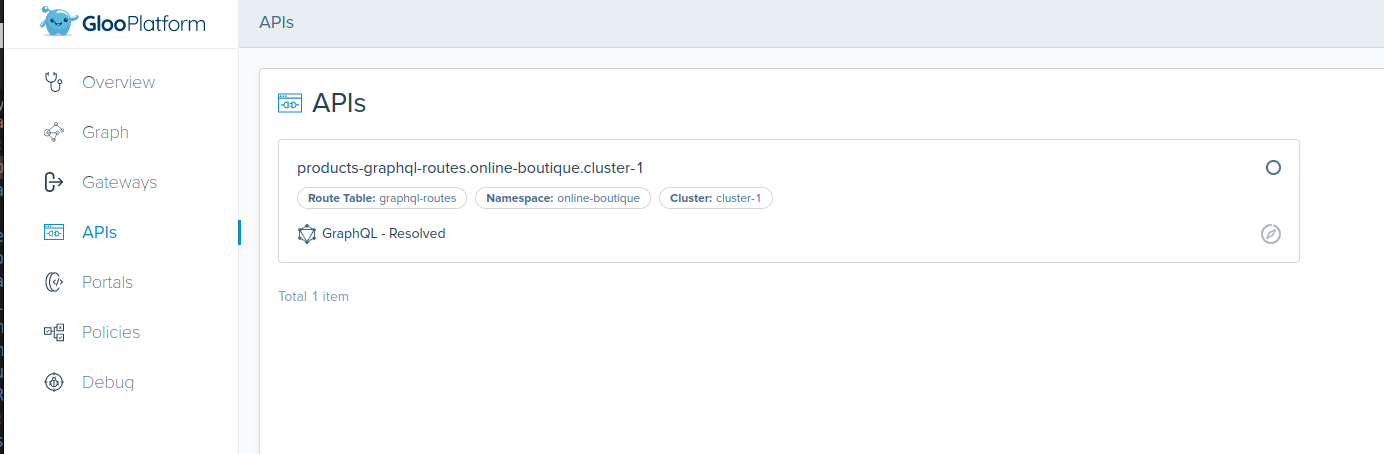 GlooPlatform
APIs
Overview
Graph
Gateways
APIs
Portals
Policies
Debug
APIs
products-graphql-routes.online-boutique.cluster-1
Route Table: graphql-routes
Namespace: online-boutique
Cluster: cluster-1
GraphQL - Resolved
Total 1 item